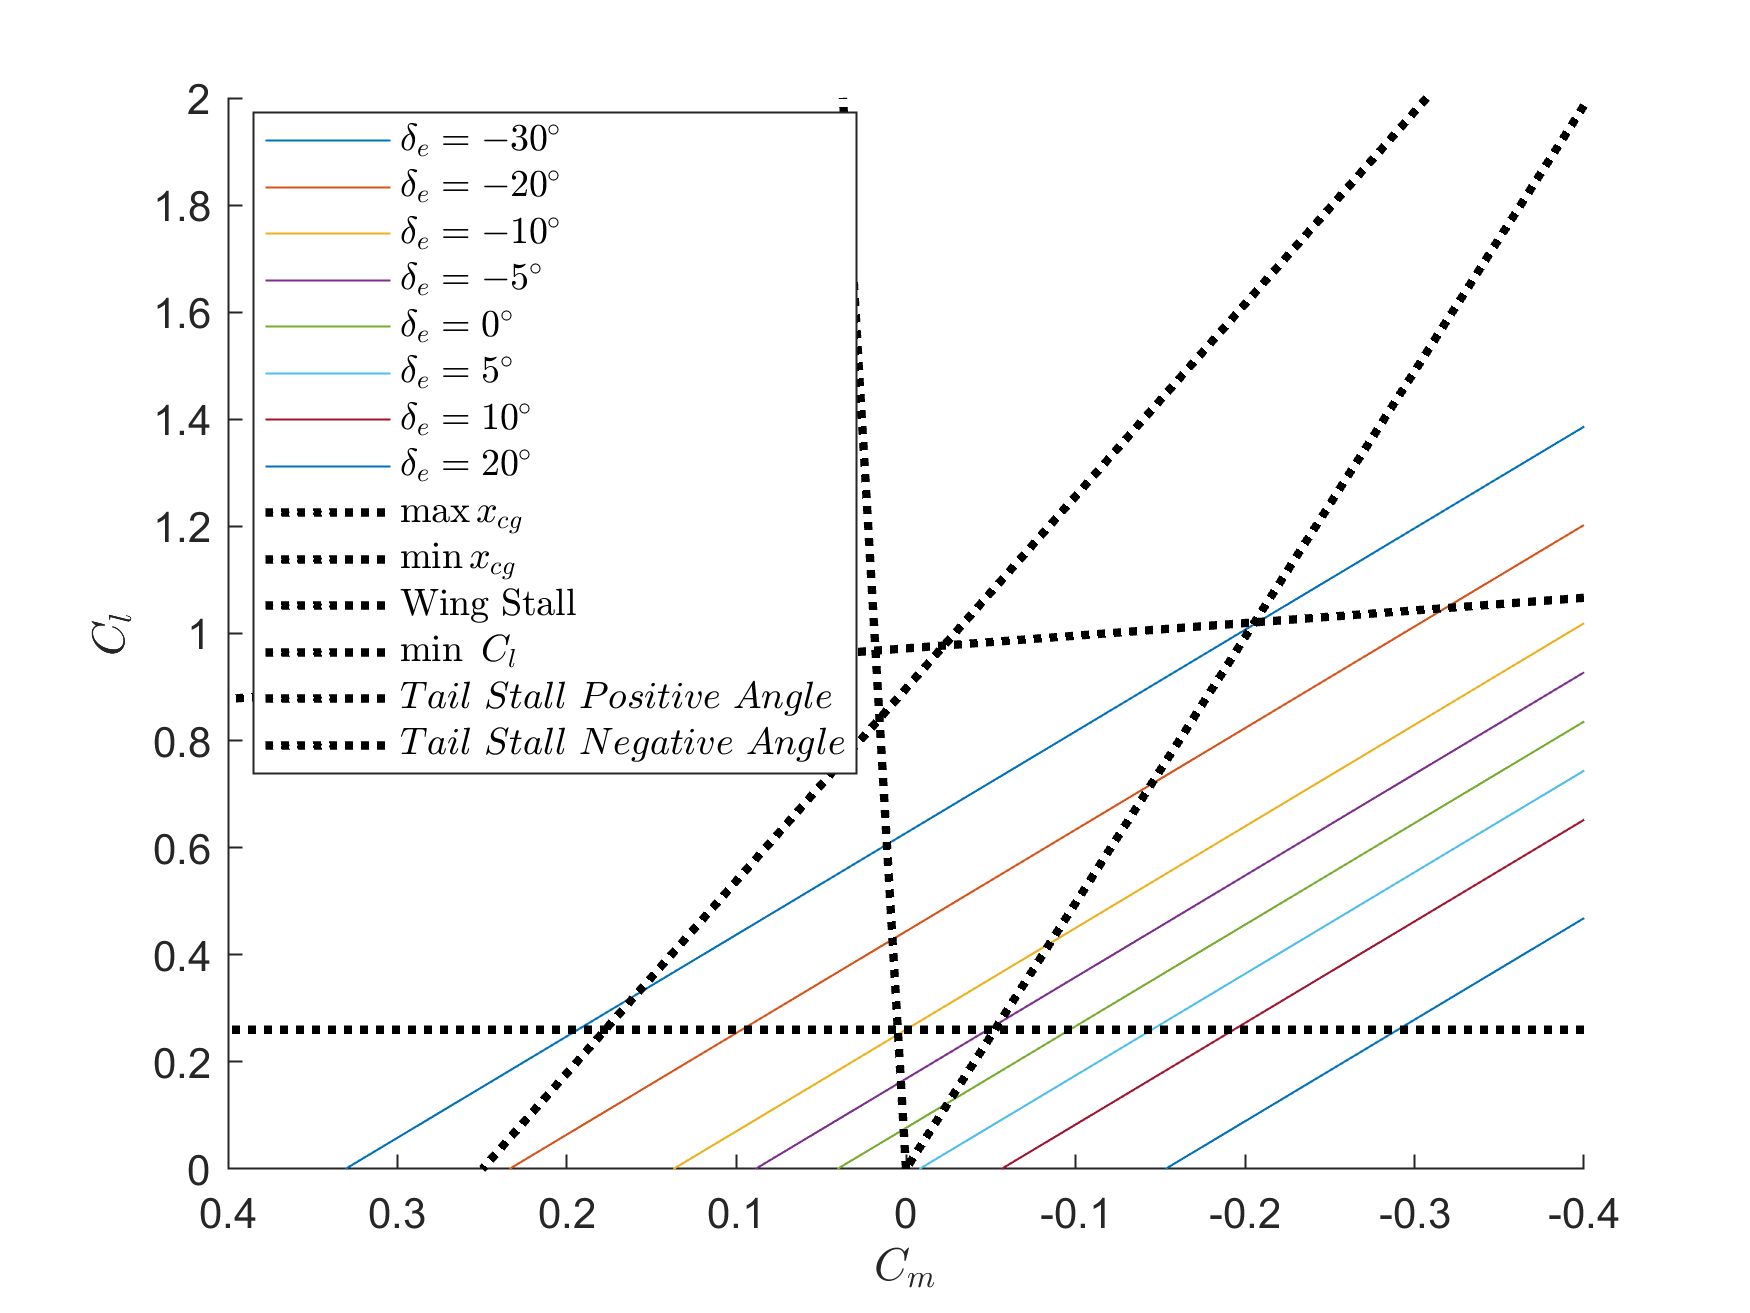 2
1.8
1.6
1.4
1.2
1
0.8
0.6
0.4
0.2
0
C_l
δ_e = −30°
δ_e = −20°
δ_e = −10°
δ_e = −5°
δ_e = 0°
δ_e = 5°
δ_e = 10°
δ_e = 20°
max x_cg
min x_cg
Wing Stall
min C_l
Tail Stall Positive Angle
Tail Stall Negative Angle
0.4 0.3 0.2 0.1 0 -0.1 -0.2 -0.3 -0.4
C_m